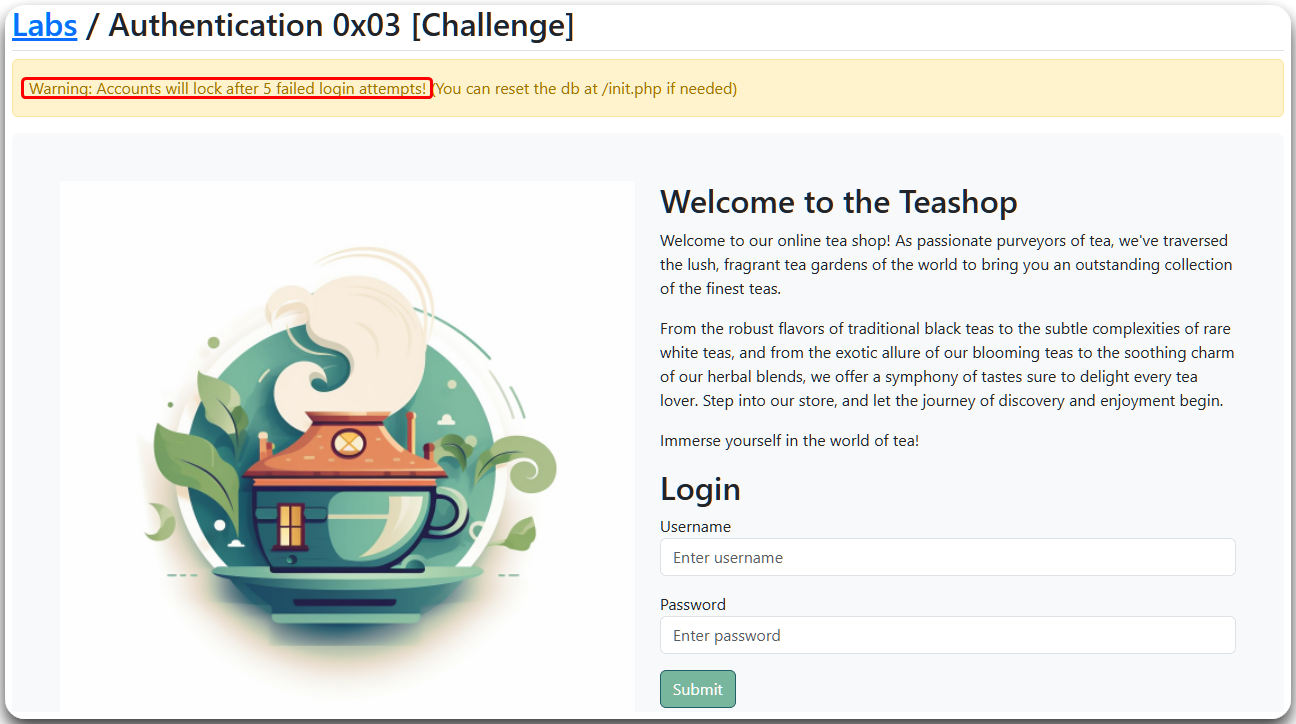 Labs / Authentication 0x03 [Challenge]
Warning: Accounts will lock after 5 failed login attempts! (You can reset the db at /init.php if needed)
Welcome to the Teashop
Welcome to our online tea shop! As passionate purveyors of tea, we've traversed
the lush, fragrant tea gardens of the world to bring you an outstanding collection
of the finest teas.
From the robust flavors of traditional black teas to the subtle complexities of rare
white teas, and from the exotic allure of our blooming teas to the soothing charm
of our herbal blends, we offer a symphony of tastes sure to delight every tea
lover. Step into our store, and let the journey of discovery and enjoyment begin.
Immerse yourself in the world of tea!
Login
Username
Enter username
Password
Enter password
Submit